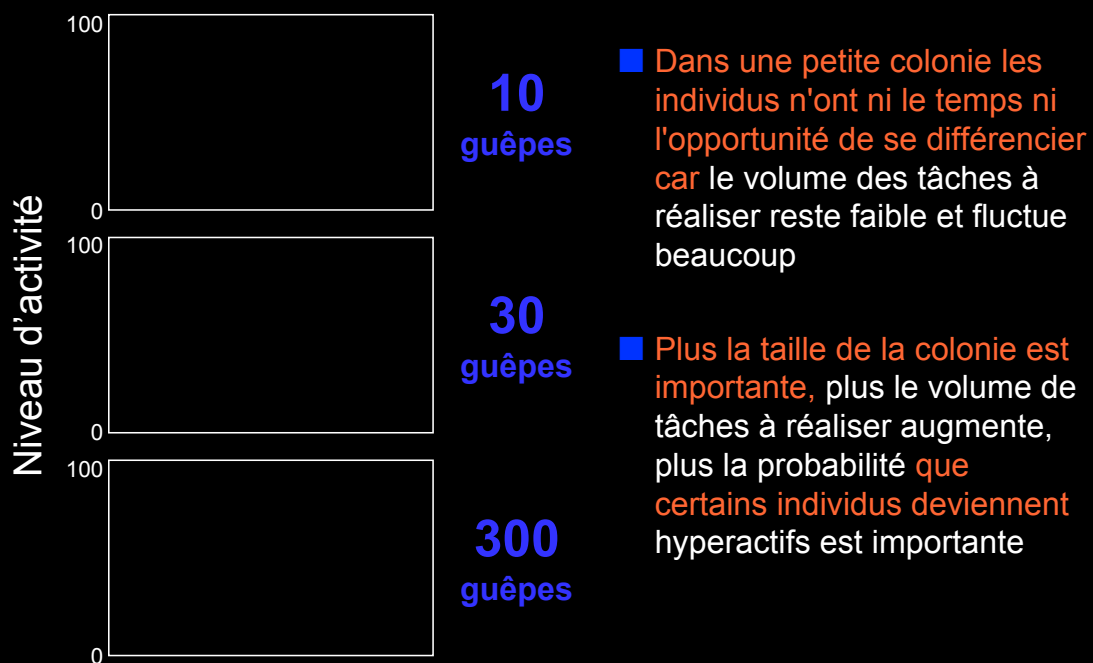 Niveau d’activité
100
0
10
guêpes
100
0
30
guêpes
100
0
300
guêpes
Dans une petite colonie les
individus n'ont ni le temps ni
l'opportunité de se différencier
car le volume des tâches à
réaliser reste faible et fluctue
beaucoup
Plus la taille de la colonie est
importante, plus le volume de
tâches à réaliser augmente,
plus la probabilité que
certains individus deviennent
hyperactifs est importante